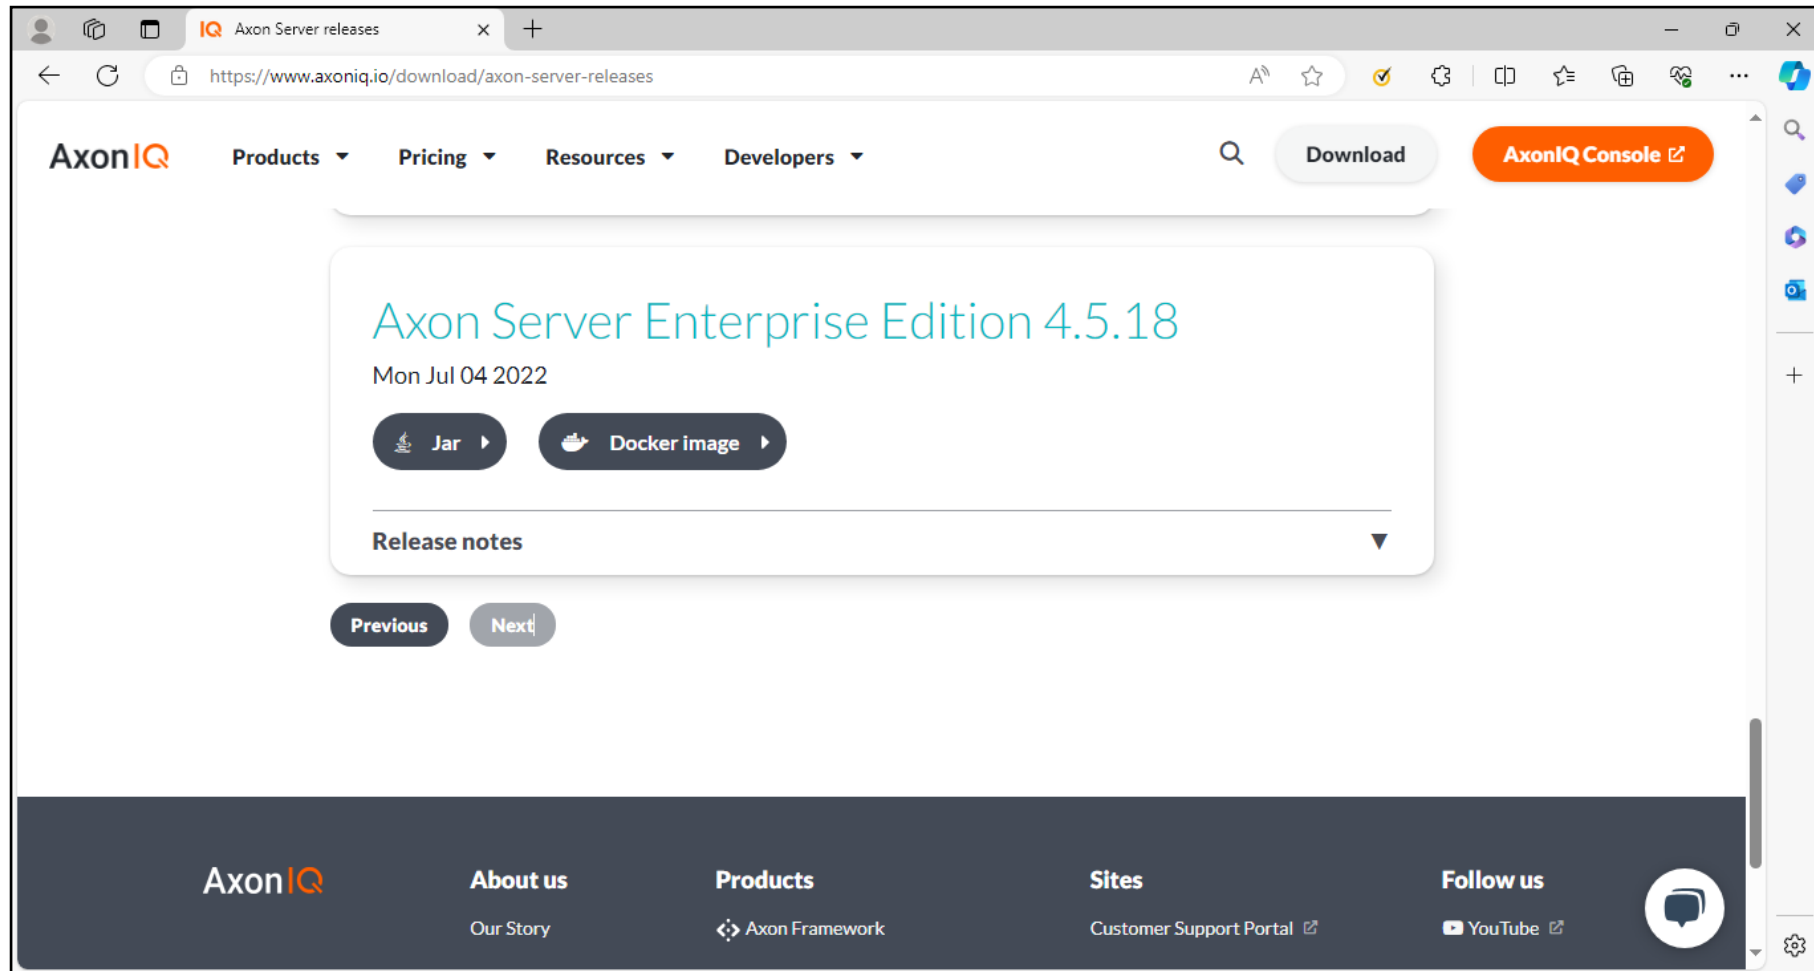 IQ Axon Server releases
https://www.axoniq.io/download/axon-server-releases
AxonIQ Products Pricing Resources Developers Download AxonIQ Console
Axon Server Enterprise Edition 4.5.18
Mon Jul 04 2022
Jar Docker image
Release notes
Previous Next
AxonIQ About us Products Sites Follow us
Our Story Axon Framework Customer Support Portal YouTube